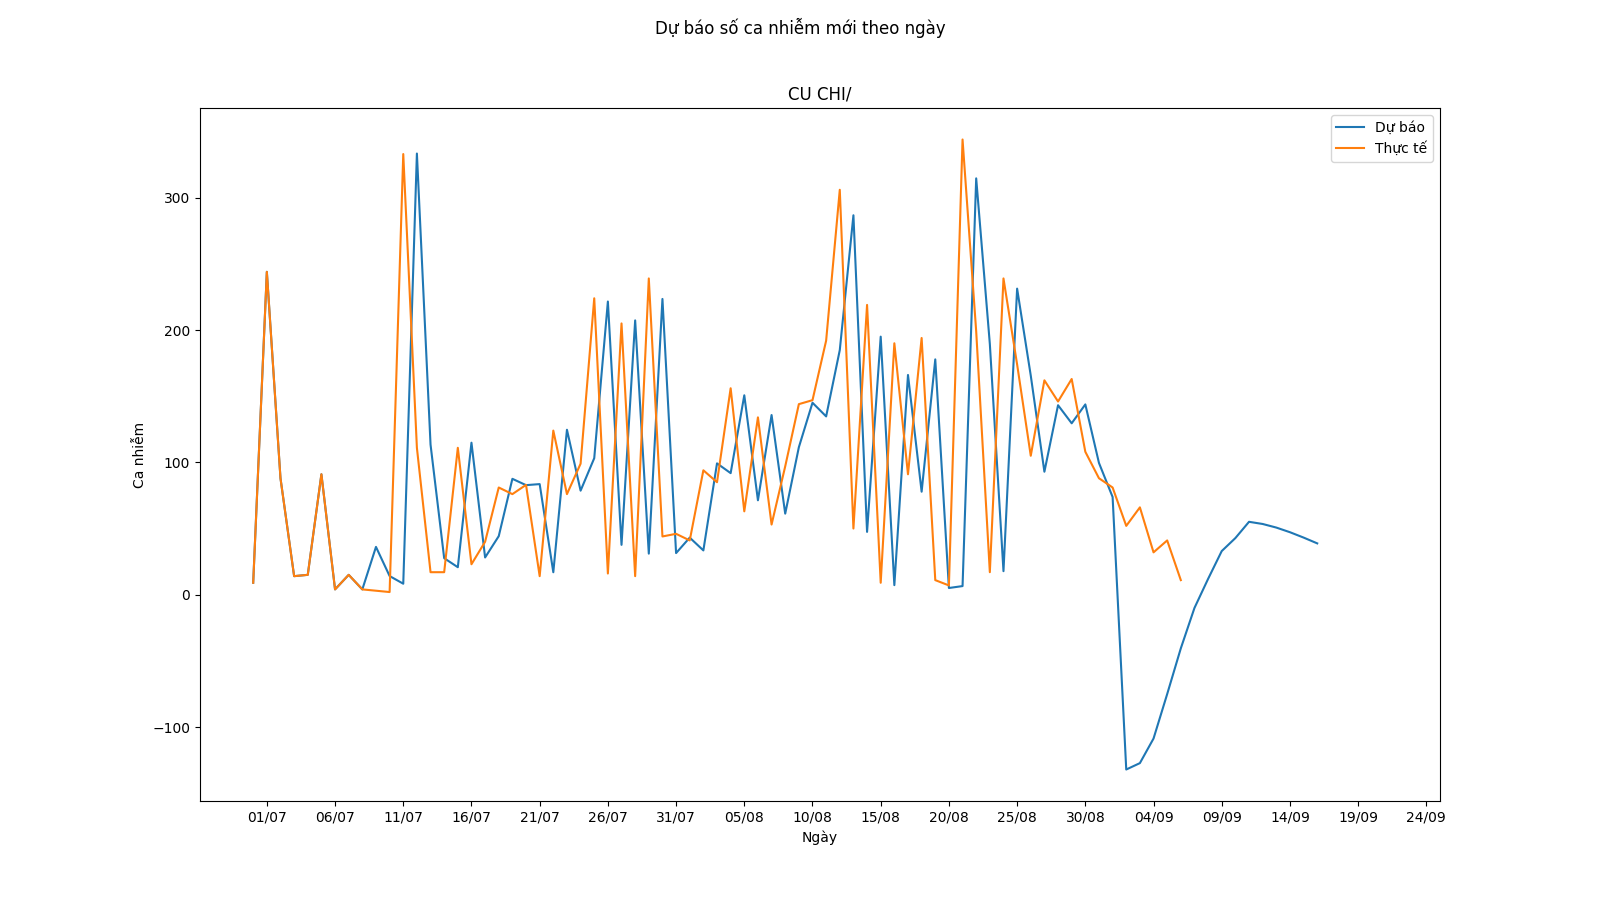 Dự báo số ca nhiễm mới theo ngày
CU CHI/
Dự báo
Thực tế
300
200
100
0
−100
Ca nhiễm
01/07 06/07 11/07 16/07 21/07 26/07 31/07 05/08 10/08 15/08 20/08 25/08 30/08 04/09 09/09 14/09 19/09 24/09
Ngày